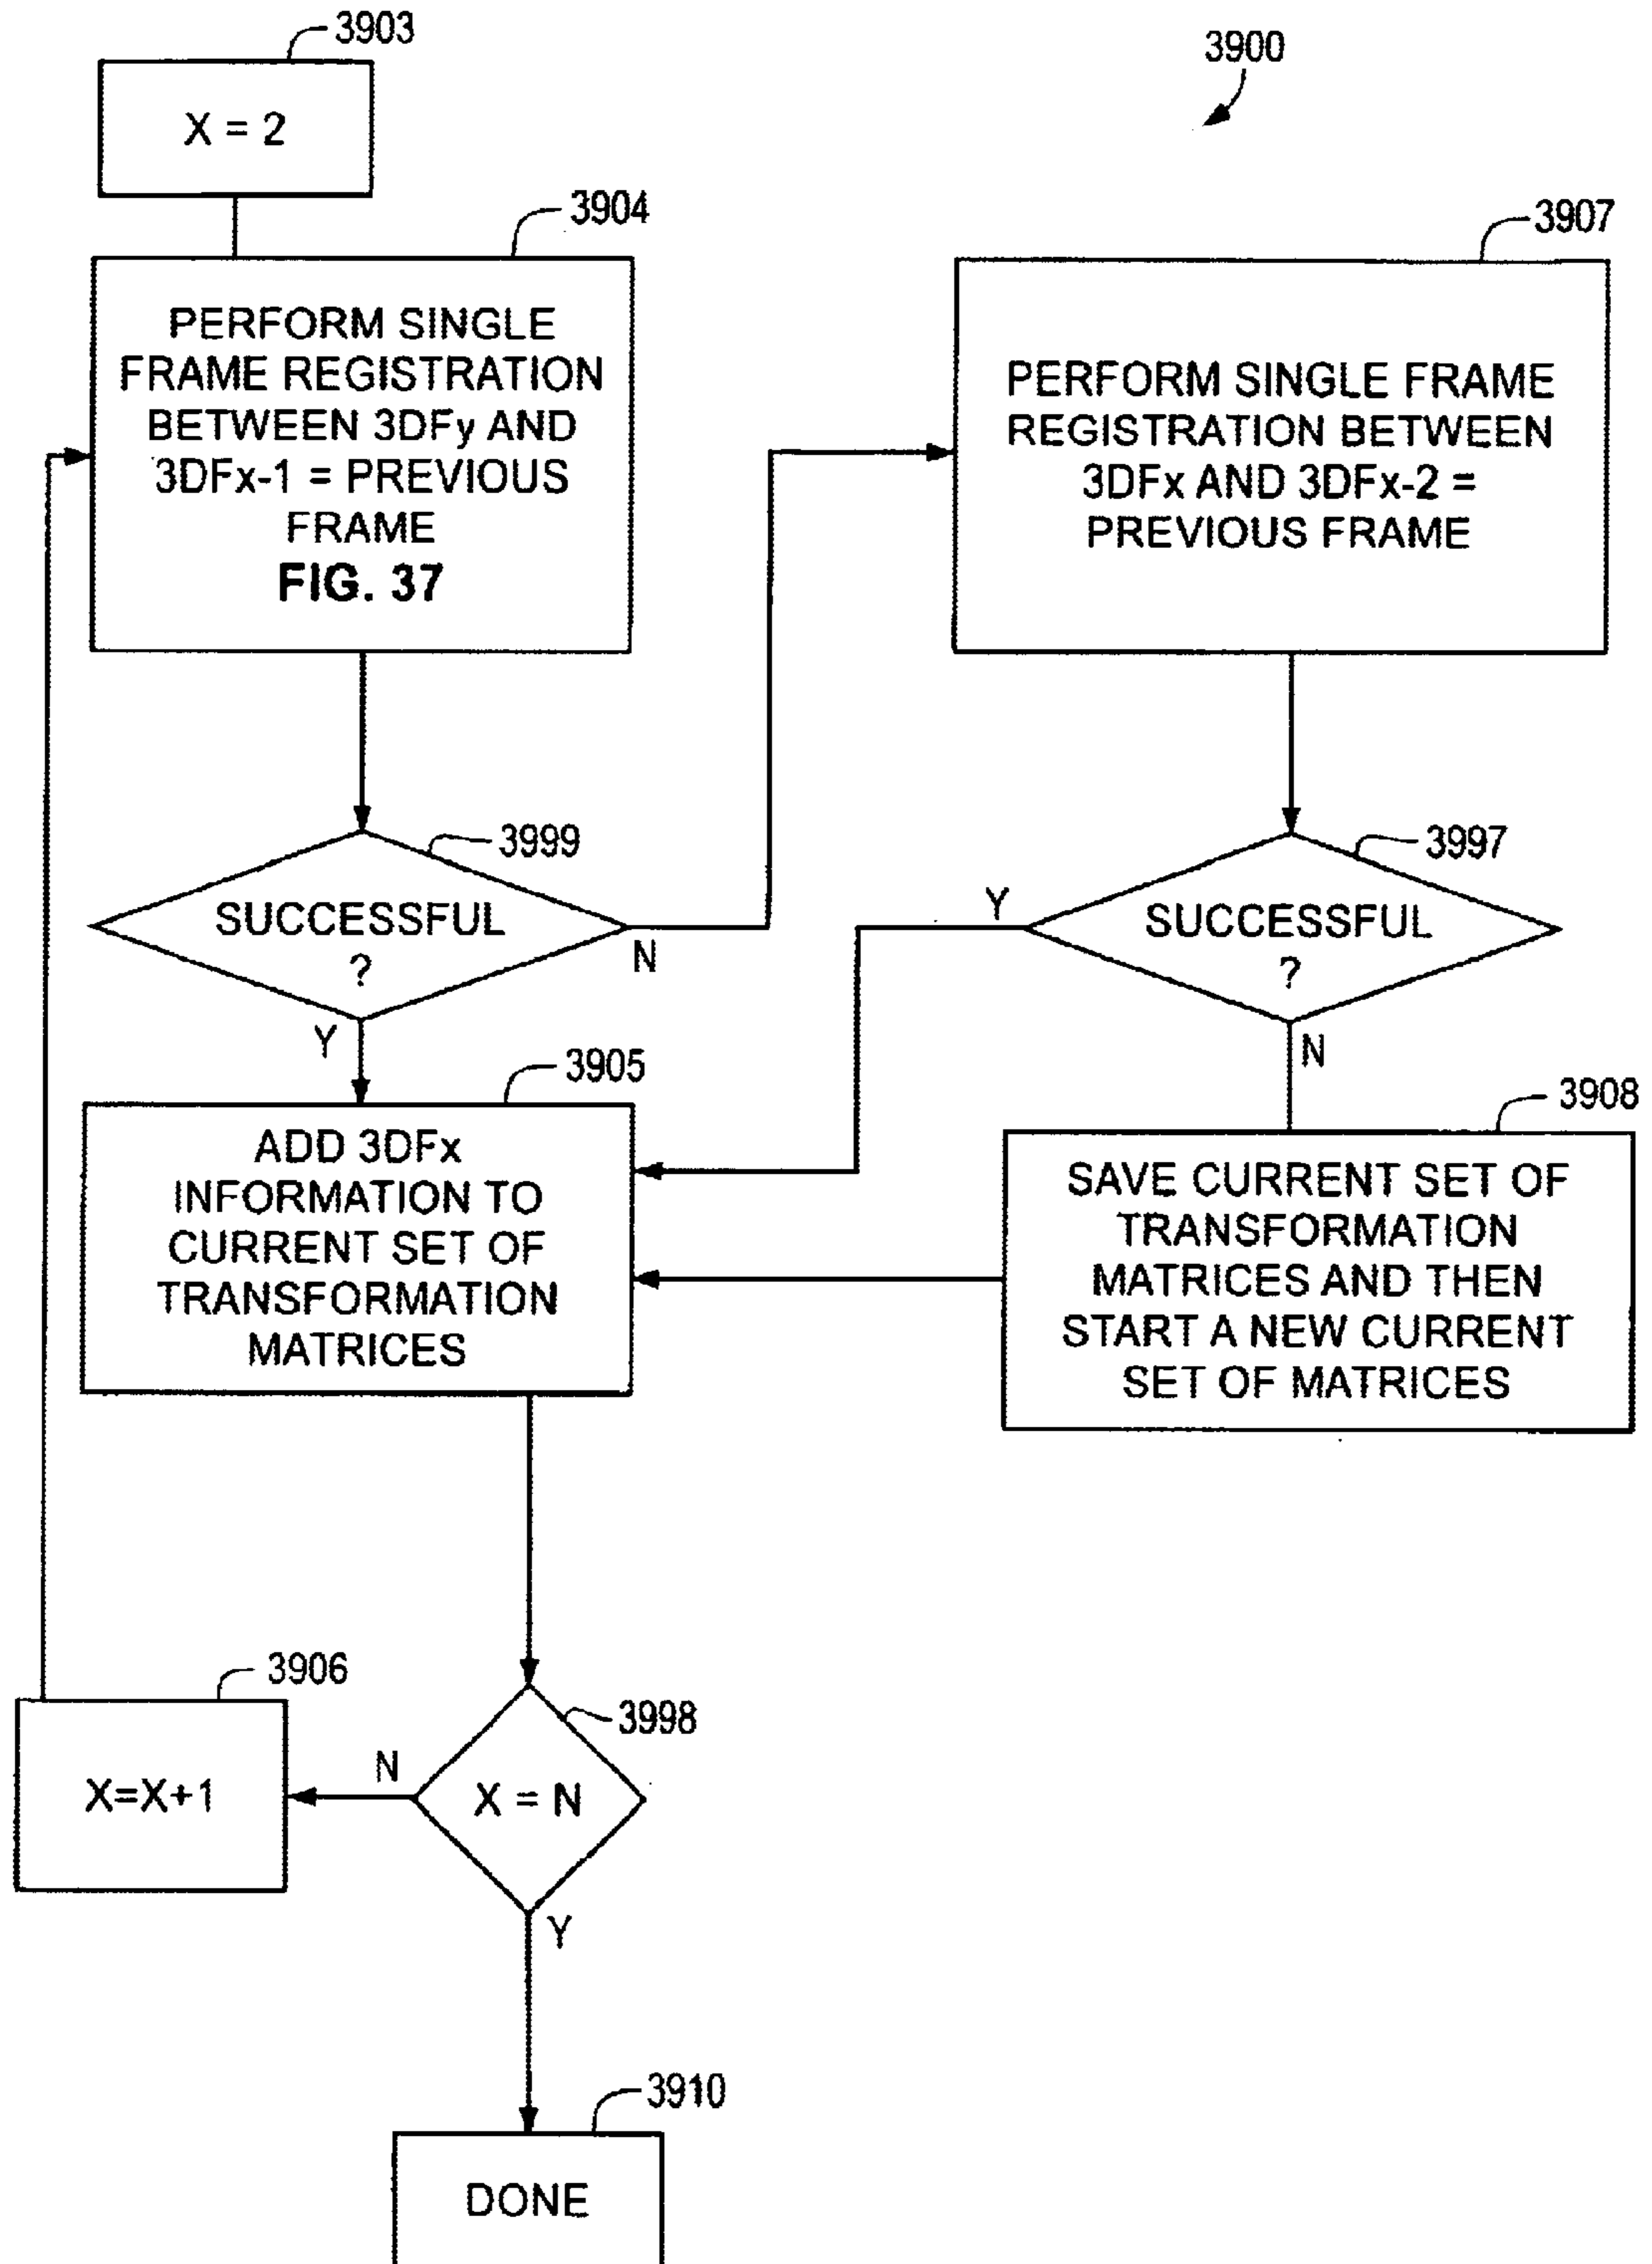 3903
3900
X = 2
3904
3907
PERFORM SINGLE
FRAME REGISTRATION
BETWEEN 3DFy AND
3DFx-1 = PREVIOUS
FRAME
FIG. 37
PERFORM SINGLE FRAME
REGISTRATION BETWEEN
3DFx AND 3DFx-2 =
PREVIOUS FRAME
3999
3997
SUCCESSFUL
?
N
Y
Y
SUCCESSFUL
?
N
3905
3908
ADD 3DFx
INFORMATION TO
CURRENT SET OF
TRANSFORMATION
MATRICES
SAVE CURRENT SET OF
TRANSFORMATION
MATRICES AND THEN
START A NEW CURRENT
SET OF MATRICES
3906
3998
X=X+1
N
X = N
Y
3910
DONE